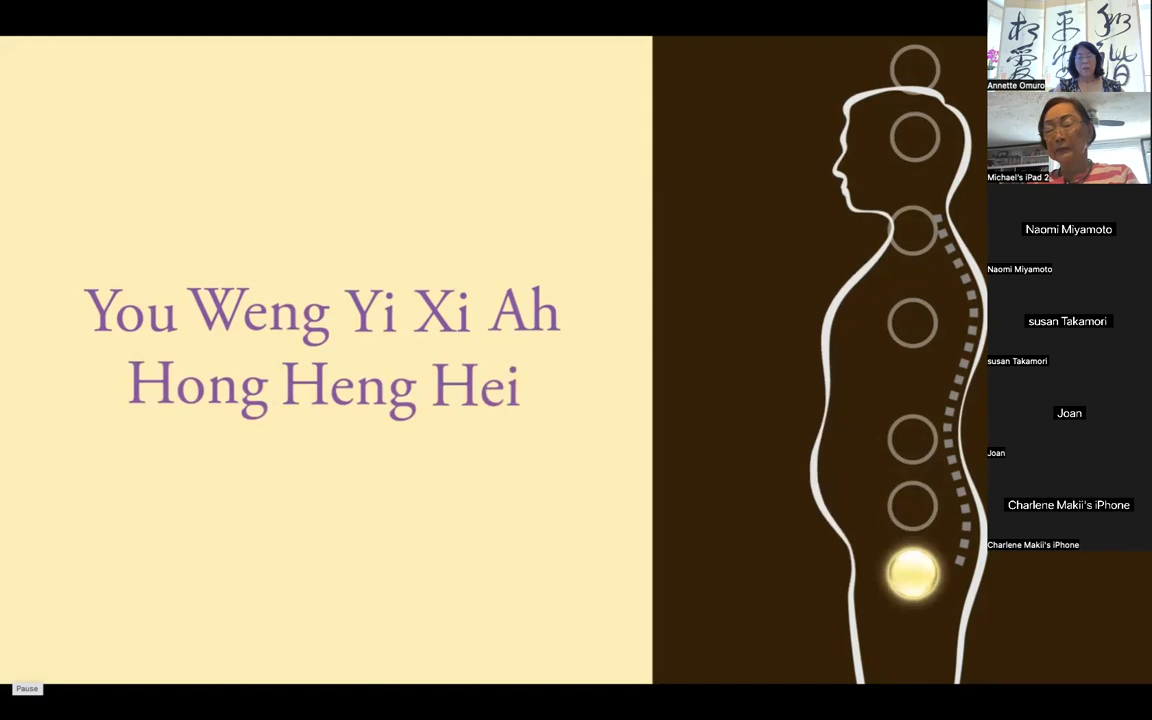 You Weng Yi Xi Ah
Hong Heng Hei
Pause
Annette Omuro
Michael's iPad 2
Naomi Miyamoto
Naomi Miyamoto
susan Takamori
susan Takamori
Joan
Joan
Charlene Makii's iPhone
Charlene Makii's iPhone